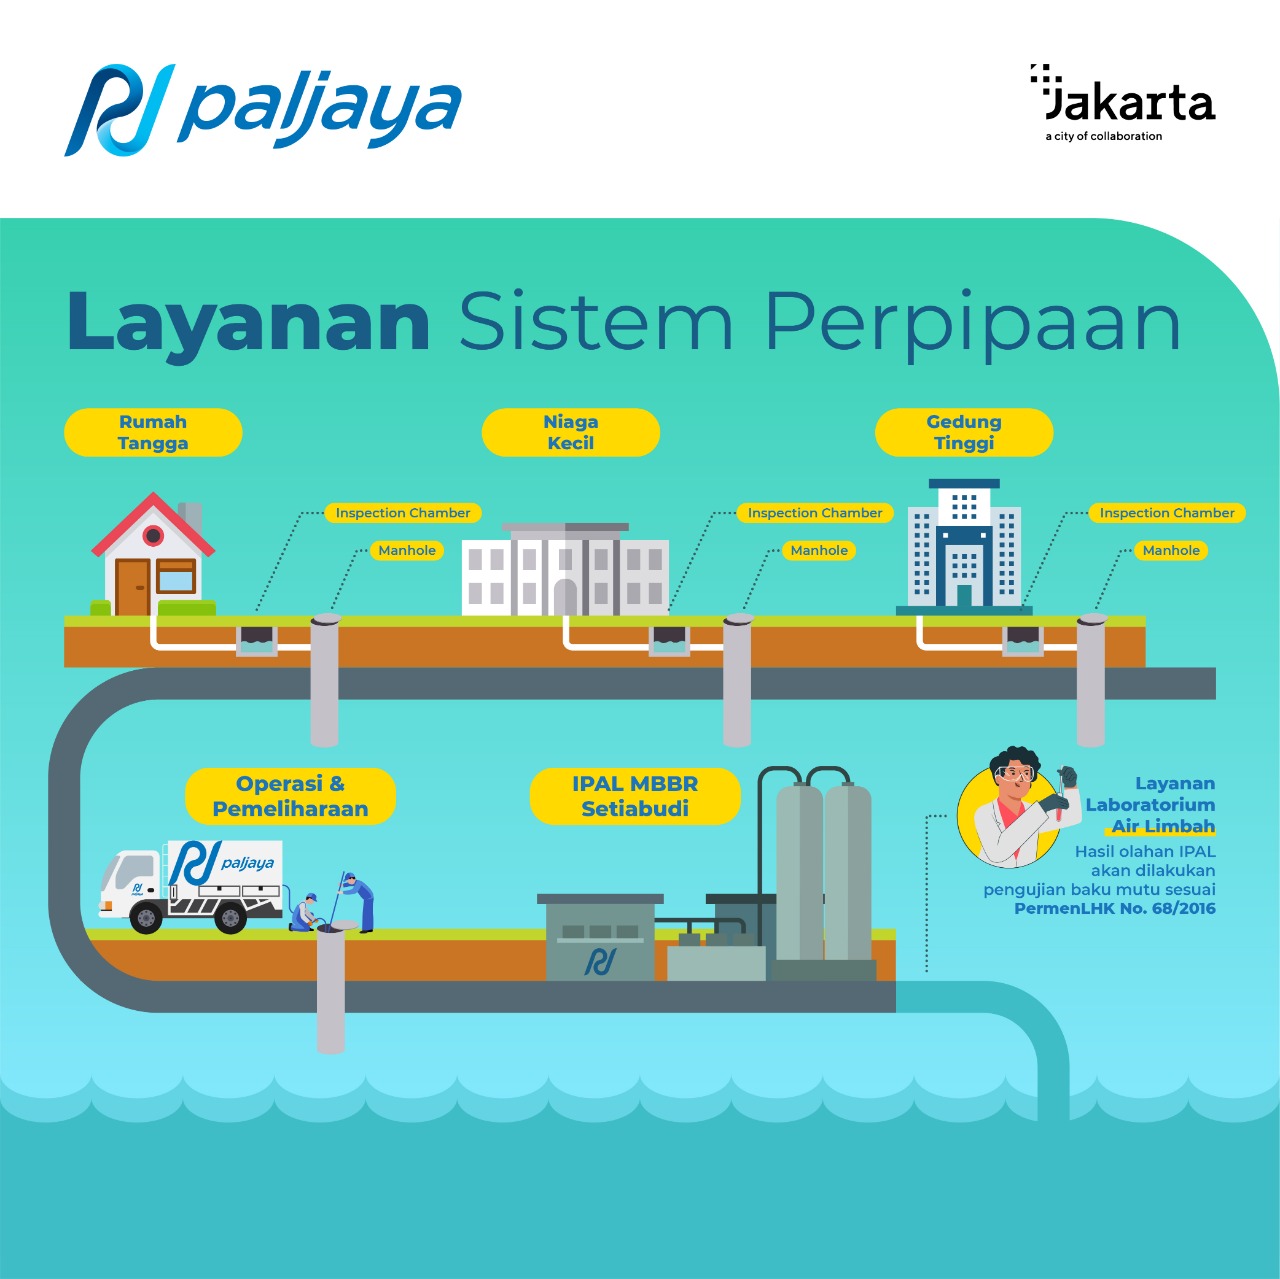 paljaya
Jakarta
a city of collaboration
Layanan Sistem Perpipaan
Rumah
Tangga
Niaga
Kecil
Gedung
Tinggi
Inspection Chamber
Manhole
Inspection Chamber
Manhole
Inspection Chamber
Manhole
Operasi &
Pemeliharaan
IPAL MBBR
Setiabudi
paljaya
Layanan
Laboratorium
Air Limbah
Hasil olahan IPAL
akan dilakukan
pengujian baku mutu sesuai
PermenLHK No. 68/2016